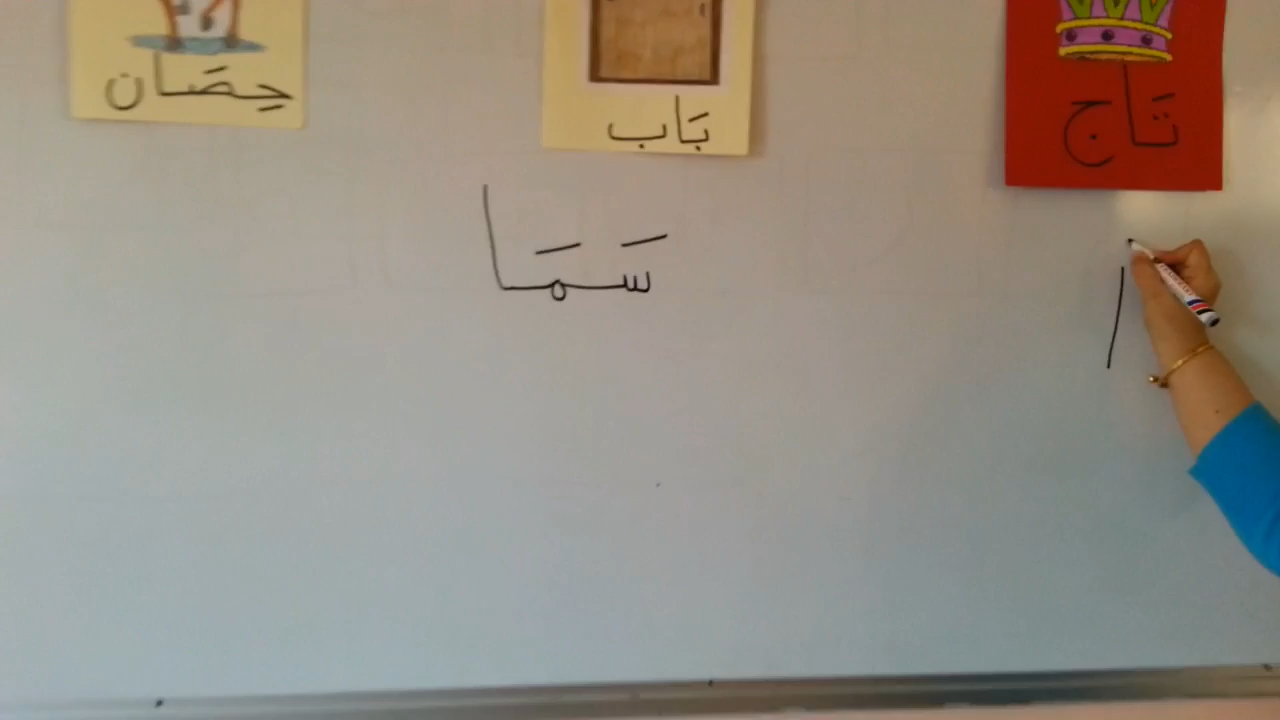 تَاج
بَاب
حِصَان
سَمَا
ا